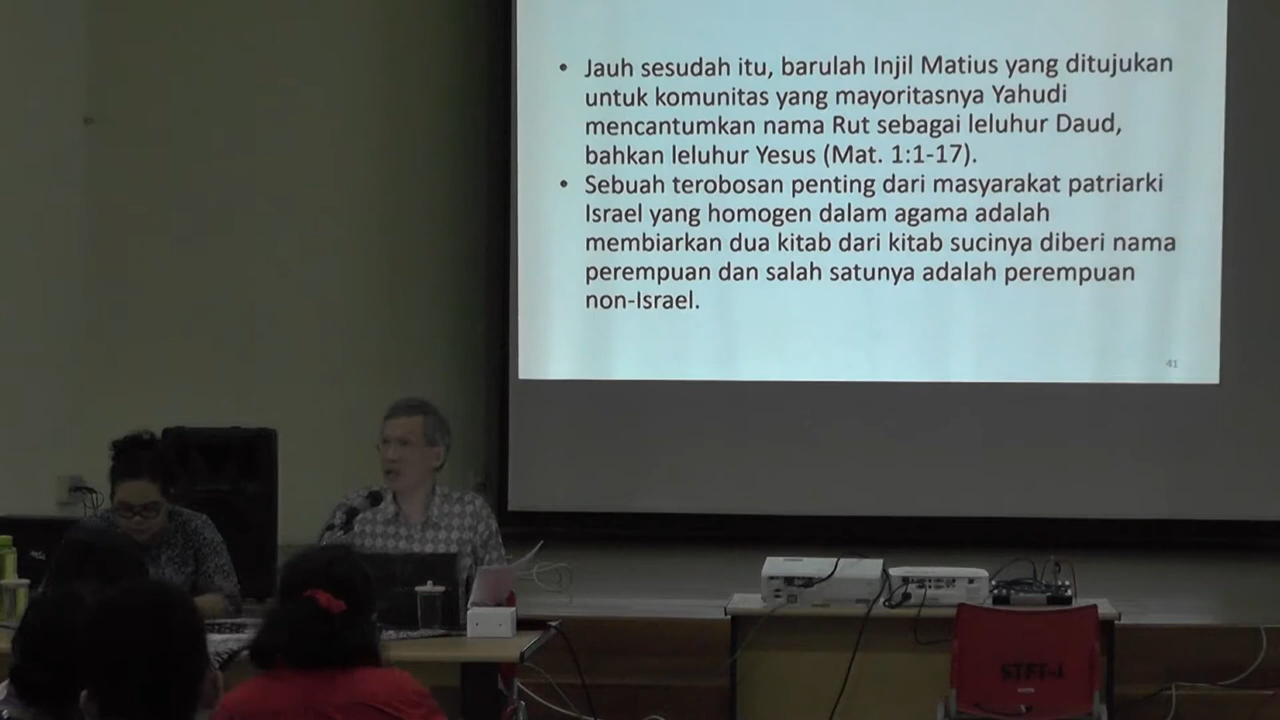 • Jauh sesudah itu, barulah Injil Matius yang ditujukan
untuk komunitas yang mayoritasnya Yahudi
mencantumkan nama Rut sebagai leluhur Daud,
bahkan leluhur Yesus (Mat. 1:1-17).
• Sebuah terobosan penting dari masyarakat patriarki
Israel yang homogen dalam agama adalah
membiarkan dua kitab dari kitab sucinya diberi nama
perempuan dan salah satunya adalah perempuan
non-Israel.
41
STFT-J